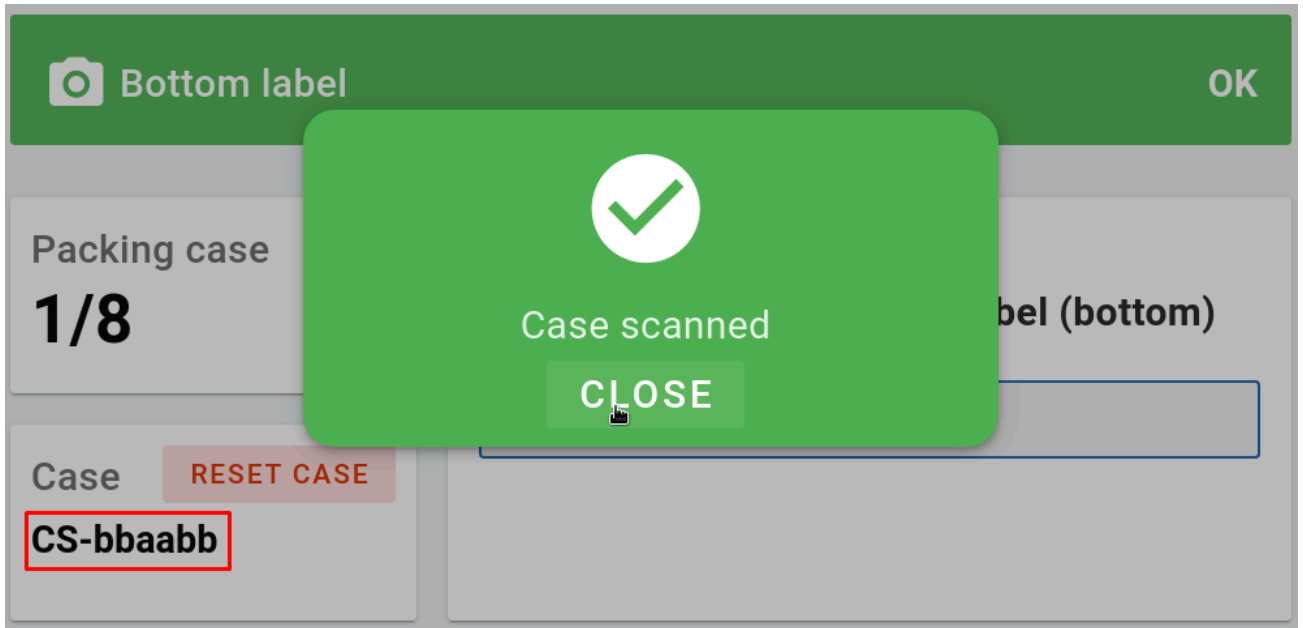 Bottom label
OK
Packing case
1/8
Case scanned
bel (bottom)
CLOSE
Case
RESET CASE
CS-bbaabb